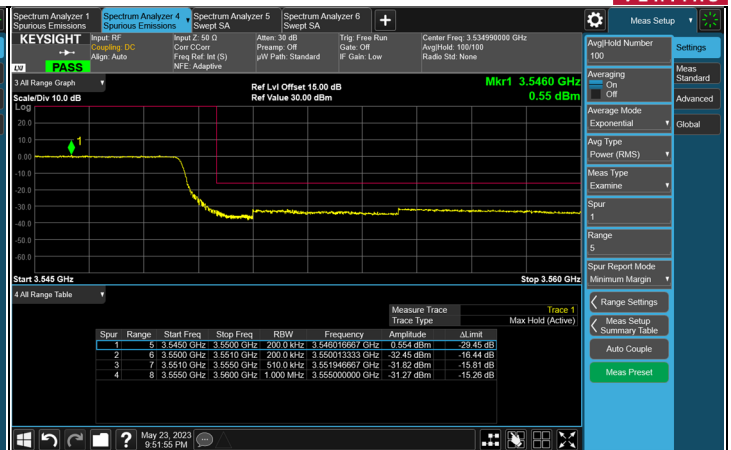 Spectrum Analyzer 1
Spurious Emissions
Spectrum Analyzer 4
Spurious Emissions
Spectrum Analyzer 5
Swept SA
Spectrum Analyzer 6
Swept SA
+
Meas Setup
KEYSIGHT
LXI
PASS
Input: RF
Coupling: DC
Align: Auto
Input Z: 50 Ω
Corr CCorr
Freq Ref: Int (S)
NFE: Adaptive
Atten: 30 dB
Preamp: Off
µW Path: Standard
Trig: Free Run
Gate: Off
IF Gain: Low
Center Freq: 3.534990000 GHz
Avg|Hold: 100/100
Radio Std: None
3 All Range Graph
Scale/Div 10.0 dB
Ref Lvl Offset 15.00 dB
Ref Value 30.00 dBm
Mkr1 3.5460 GHz
0.55 dBm
Log
20.0
10.0
0.00
-10.0
-20.0
-30.0
-40.0
-50.0
-60.0
1
Start 3.545 GHz
Stop 3.560 GHz
4 All Range Table
Measure Trace Trace 1
Trace Type Max Hold (Active)
Spur Range Start Freq Stop Freq RBW Frequency Amplitude ΔLimit
1 5 3.5450 GHz 3.5500 GHz 200.0 kHz 3.546016667 GHz 0.554 dBm -29.45 dB
2 6 3.5500 GHz 3.5510 GHz 200.0 kHz 3.550013333 GHz -32.45 dBm -16.44 dB
3 7 3.5510 GHz 3.5550 GHz 510.0 kHz 3.551946667 GHz -31.82 dBm -15.81 dB
4 8 3.5550 GHz 3.5600 GHz 1.000 MHz 3.555000000 GHz -31.27 dBm -15.26 dB
May 23, 2023
9:51:55 PM
?
Avg|Hold Number
100
Averaging
On
Off
Average Mode
Exponential
Avg Type
Power (RMS)
Meas Type
Examine
Spur
1
Range
5
Spur Report Mode
Minimum Margin
Range Settings
Meas Setup
Summary Table
Auto Couple
Meas Preset
Settings
Meas
Standard
Advanced
Global